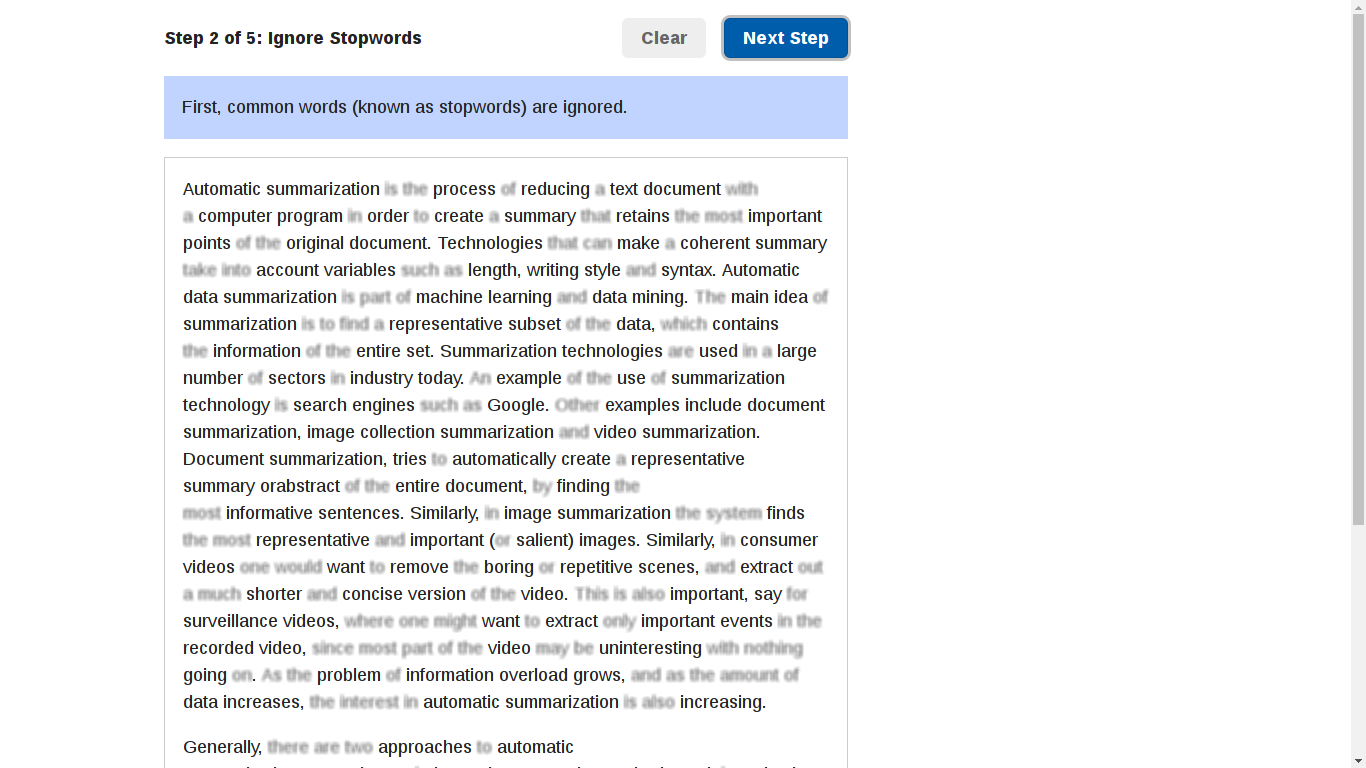 Step 2 of 5: Ignore Stopwords
Clear
Next Step
First, common words (known as stopwords) are ignored.
Automatic summarization is the process of reducing a text document with
a computer program in order to create a summary that retains the most important
points of the original document. Technologies that can make a coherent summary
take into account variables such as length, writing style and syntax. Automatic
data summarization is part of machine learning and data mining. The main idea of
summarization is to find a representative subset of the data, which contains
the information of the entire set. Summarization technologies are used in a large
number of sectors in industry today. An example of the use of summarization
technology is search engines such as Google. Other examples include document
summarization, image collection summarization and video summarization.
Document summarization, tries to automatically create a representative
summary orabstract of the entire document, by finding the
most informative sentences. Similarly, in image summarization the system finds
the most representative and important (or salient) images. Similarly, in consumer
videos one would want to remove the boring or repetitive scenes, and extract out
a much shorter and concise version of the video. This is also important, say for
surveillance videos, where one might want to extract only important events in the
recorded video, since most part of the video may be uninteresting with nothing
going on. As the problem of information overload grows, and as the amount of
data increases, the interest in automatic summarization is also increasing.
Generally, there are two approaches to automatic